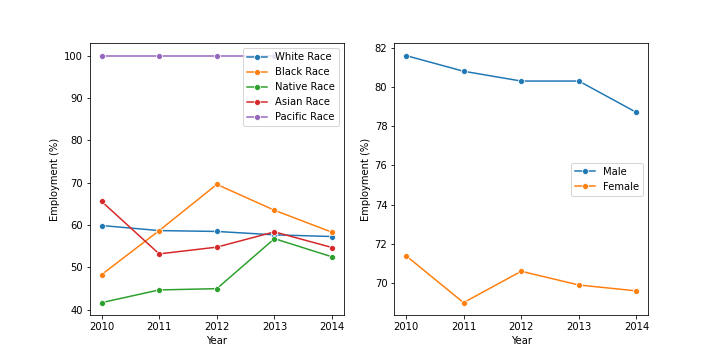 100
90
80
70
60
50
40
Employment (%)
2010 2011 2012 2013 2014
Year
White Race
Black Race
Native Race
Asian Race
Pacific Race
82
80
78
76
74
72
70
Employment (%)
2010 2011 2012 2013 2014
Year
Male
Female